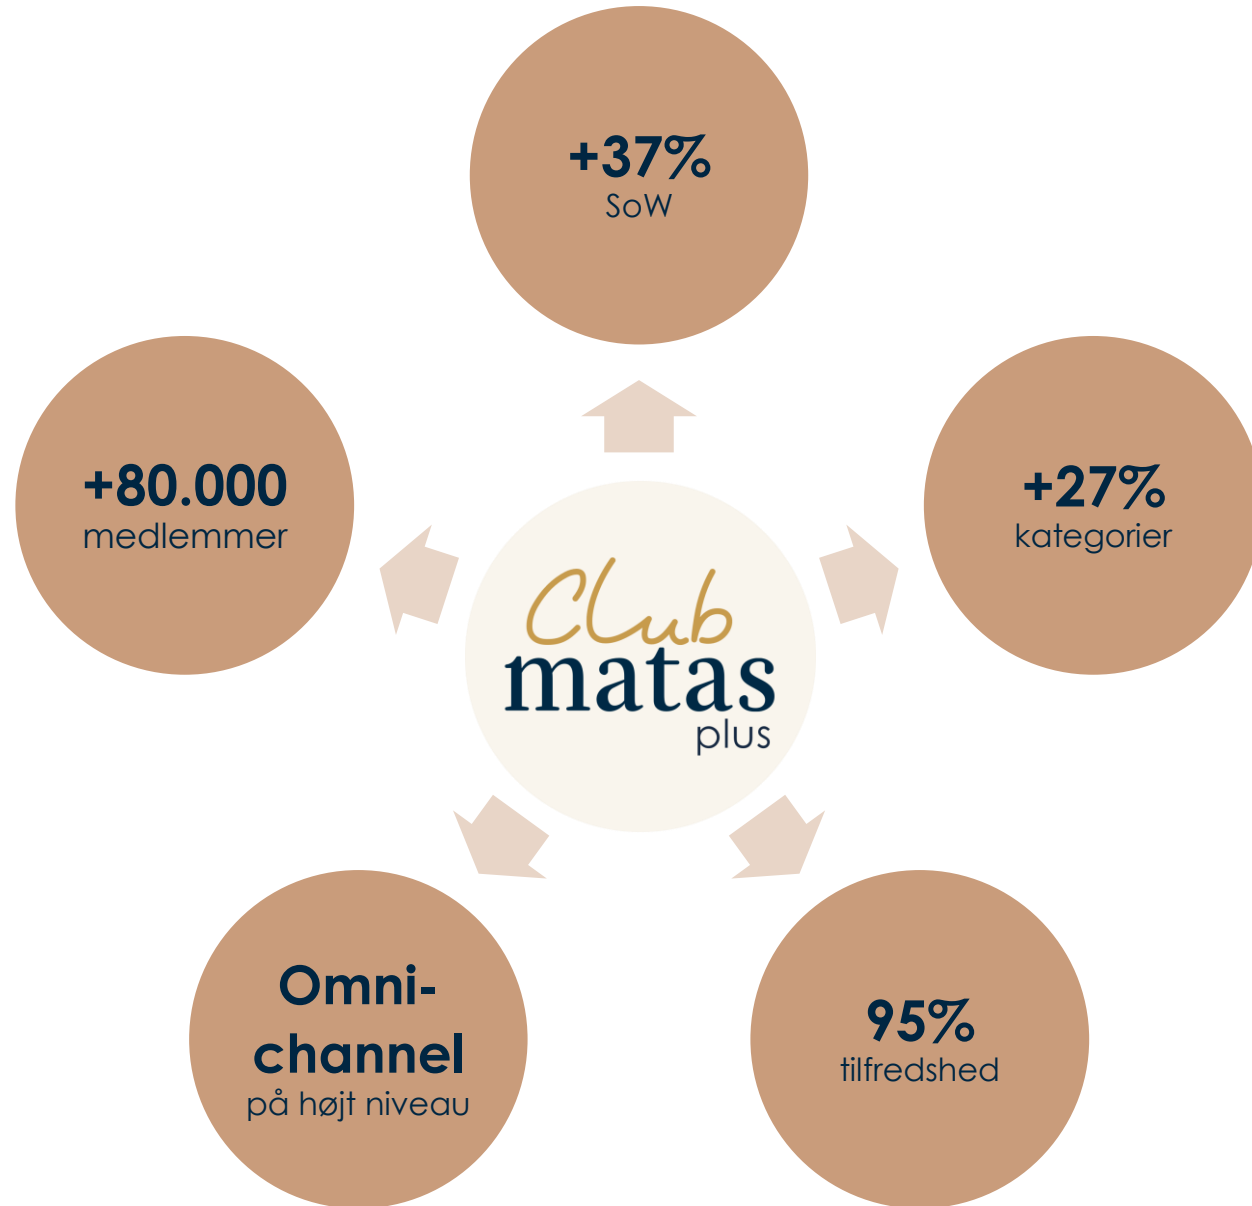 +37%
SoW
+80.000
medlemmer
+27%
kategorier
Club
matas
plus
Omni-
channel
på højt niveau
95%
tilfredshed